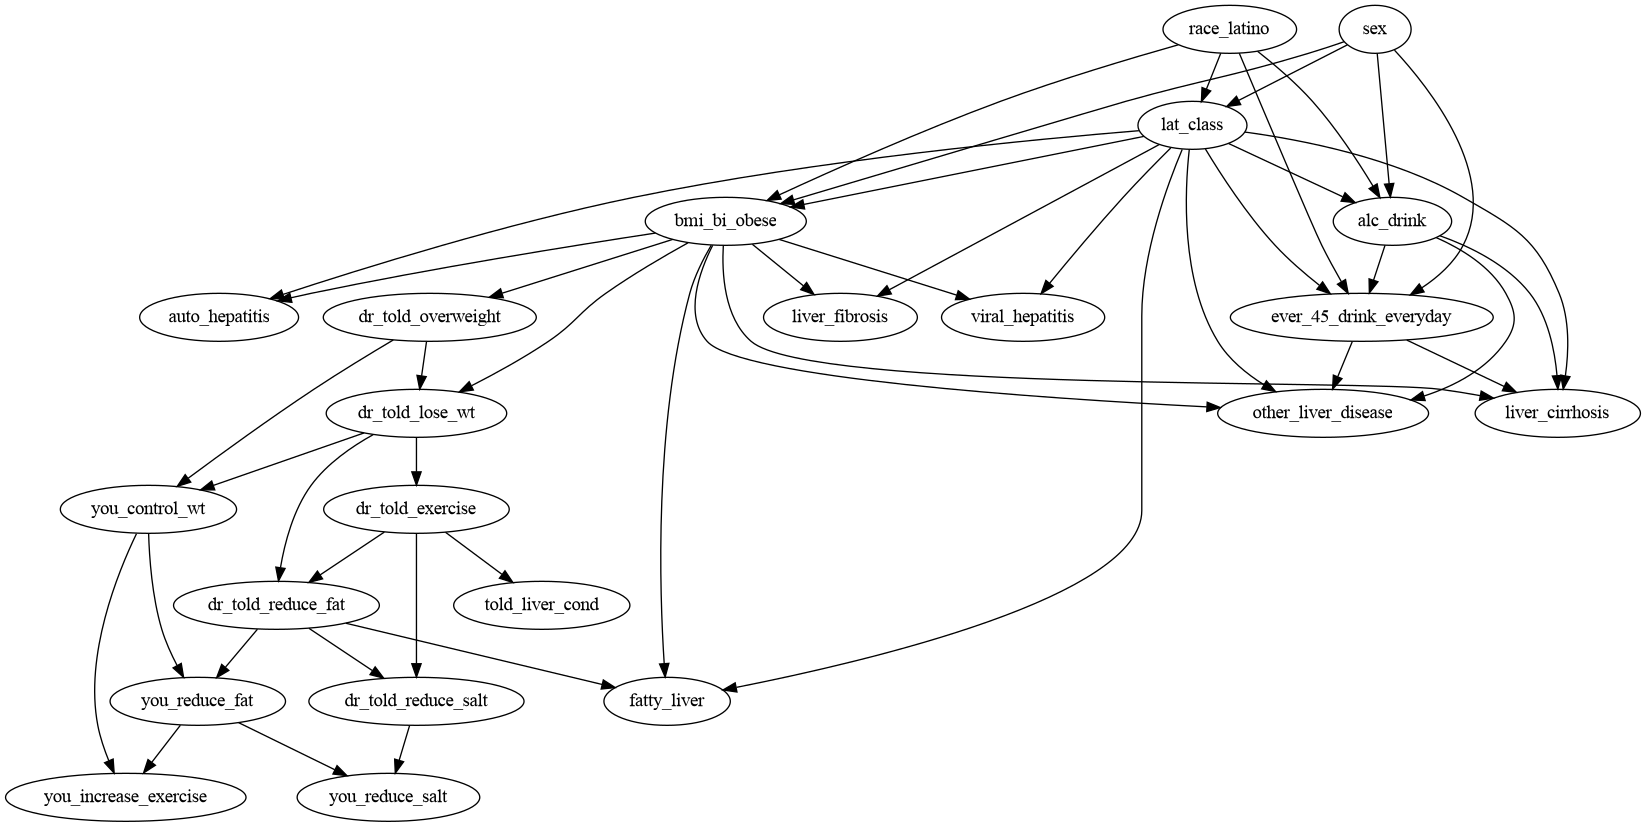 race_latino
sex
lat_class
bmi_bi_obese
alc_drink
auto_hepatitis
dr_told_overweight
liver_fibrosis
viral_hepatitis
ever_45_drink_everyday
dr_told_lose_wt
other_liver_disease
liver_cirrhosis
you_control_wt
dr_told_exercise
dr_told_reduce_fat
told_liver_cond
you_reduce_fat
dr_told_reduce_salt
fatty_liver
you_increase_exercise
you_reduce_salt